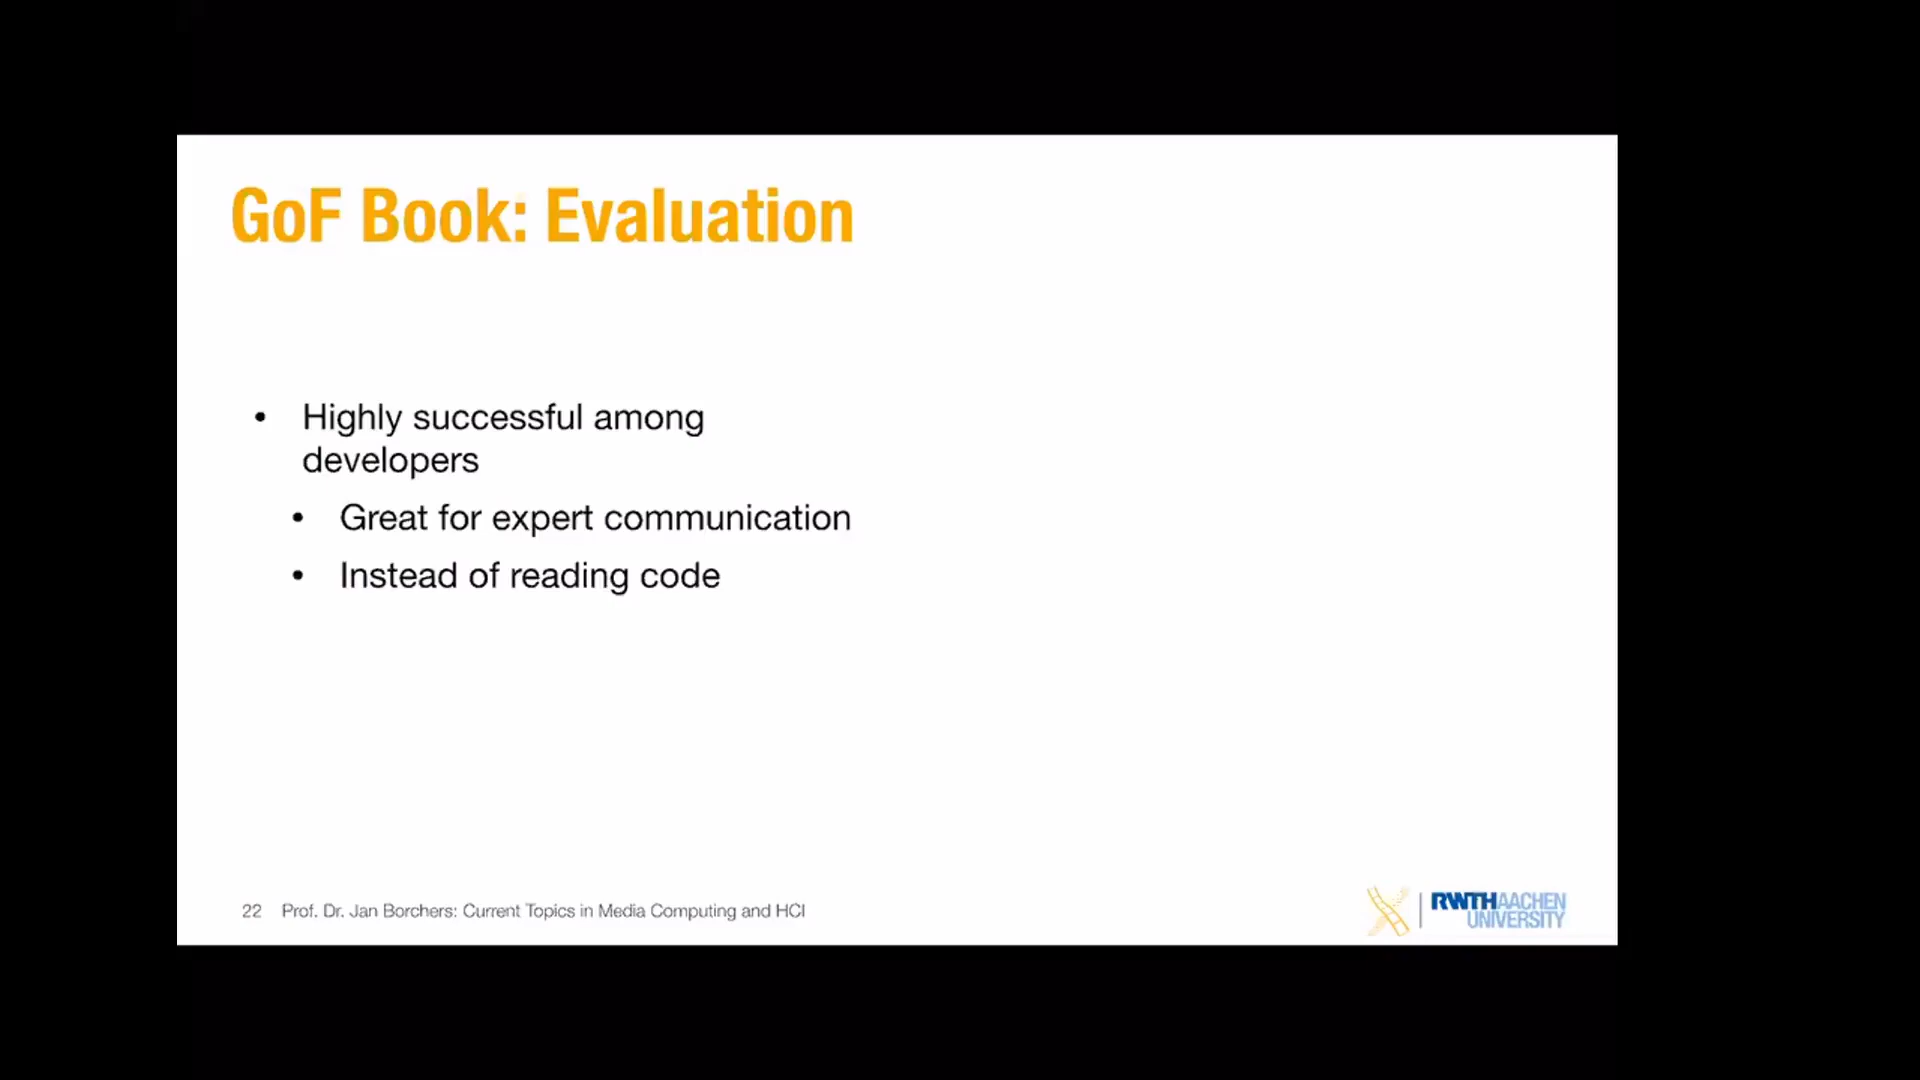 GoF Book: Evaluation
• Highly successful among
developers
• Great for expert communication
• Instead of reading code
22 Prof. Dr. Jan Borchers: Current Topics in Media Computing and HCI
RWTHAACHEN
UNIVERSITY